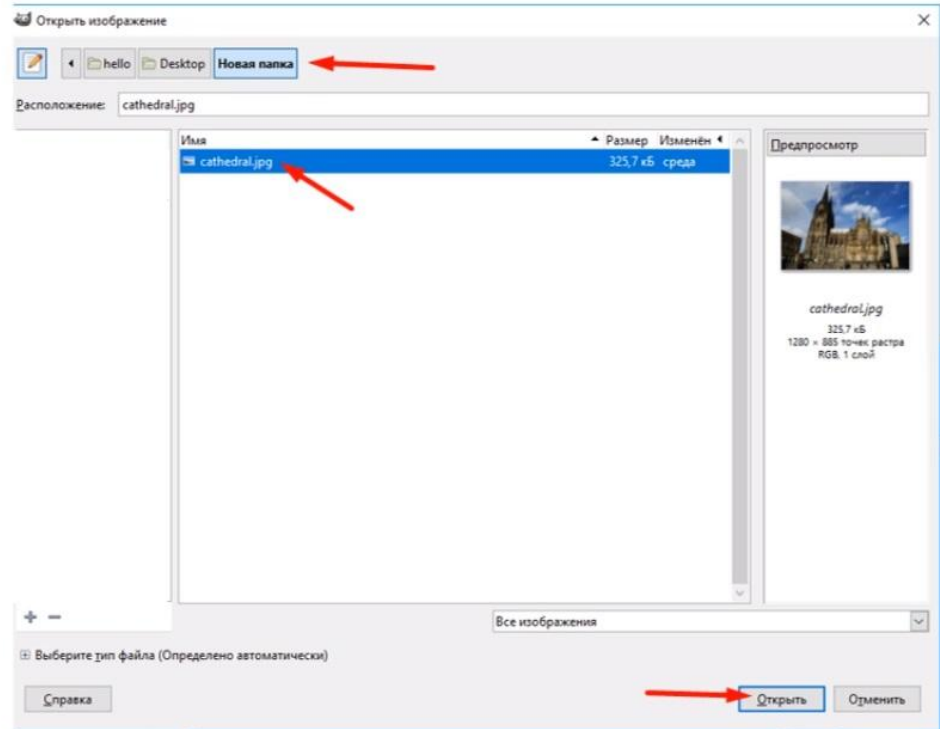 Открыть изображение
hello Desktop Новая папка
Расположение: cathedral.jpg
Имя Размер Изменён
cathedral.jpg 325,7 кБ среда
Предпросмотр
cathedral.jpg
325,7 кБ
1280 × 885 точек растра
RGB, 1 слой
Все изображения
Выберите тип файла (Определено автоматически)
Справка Открыть Отменить